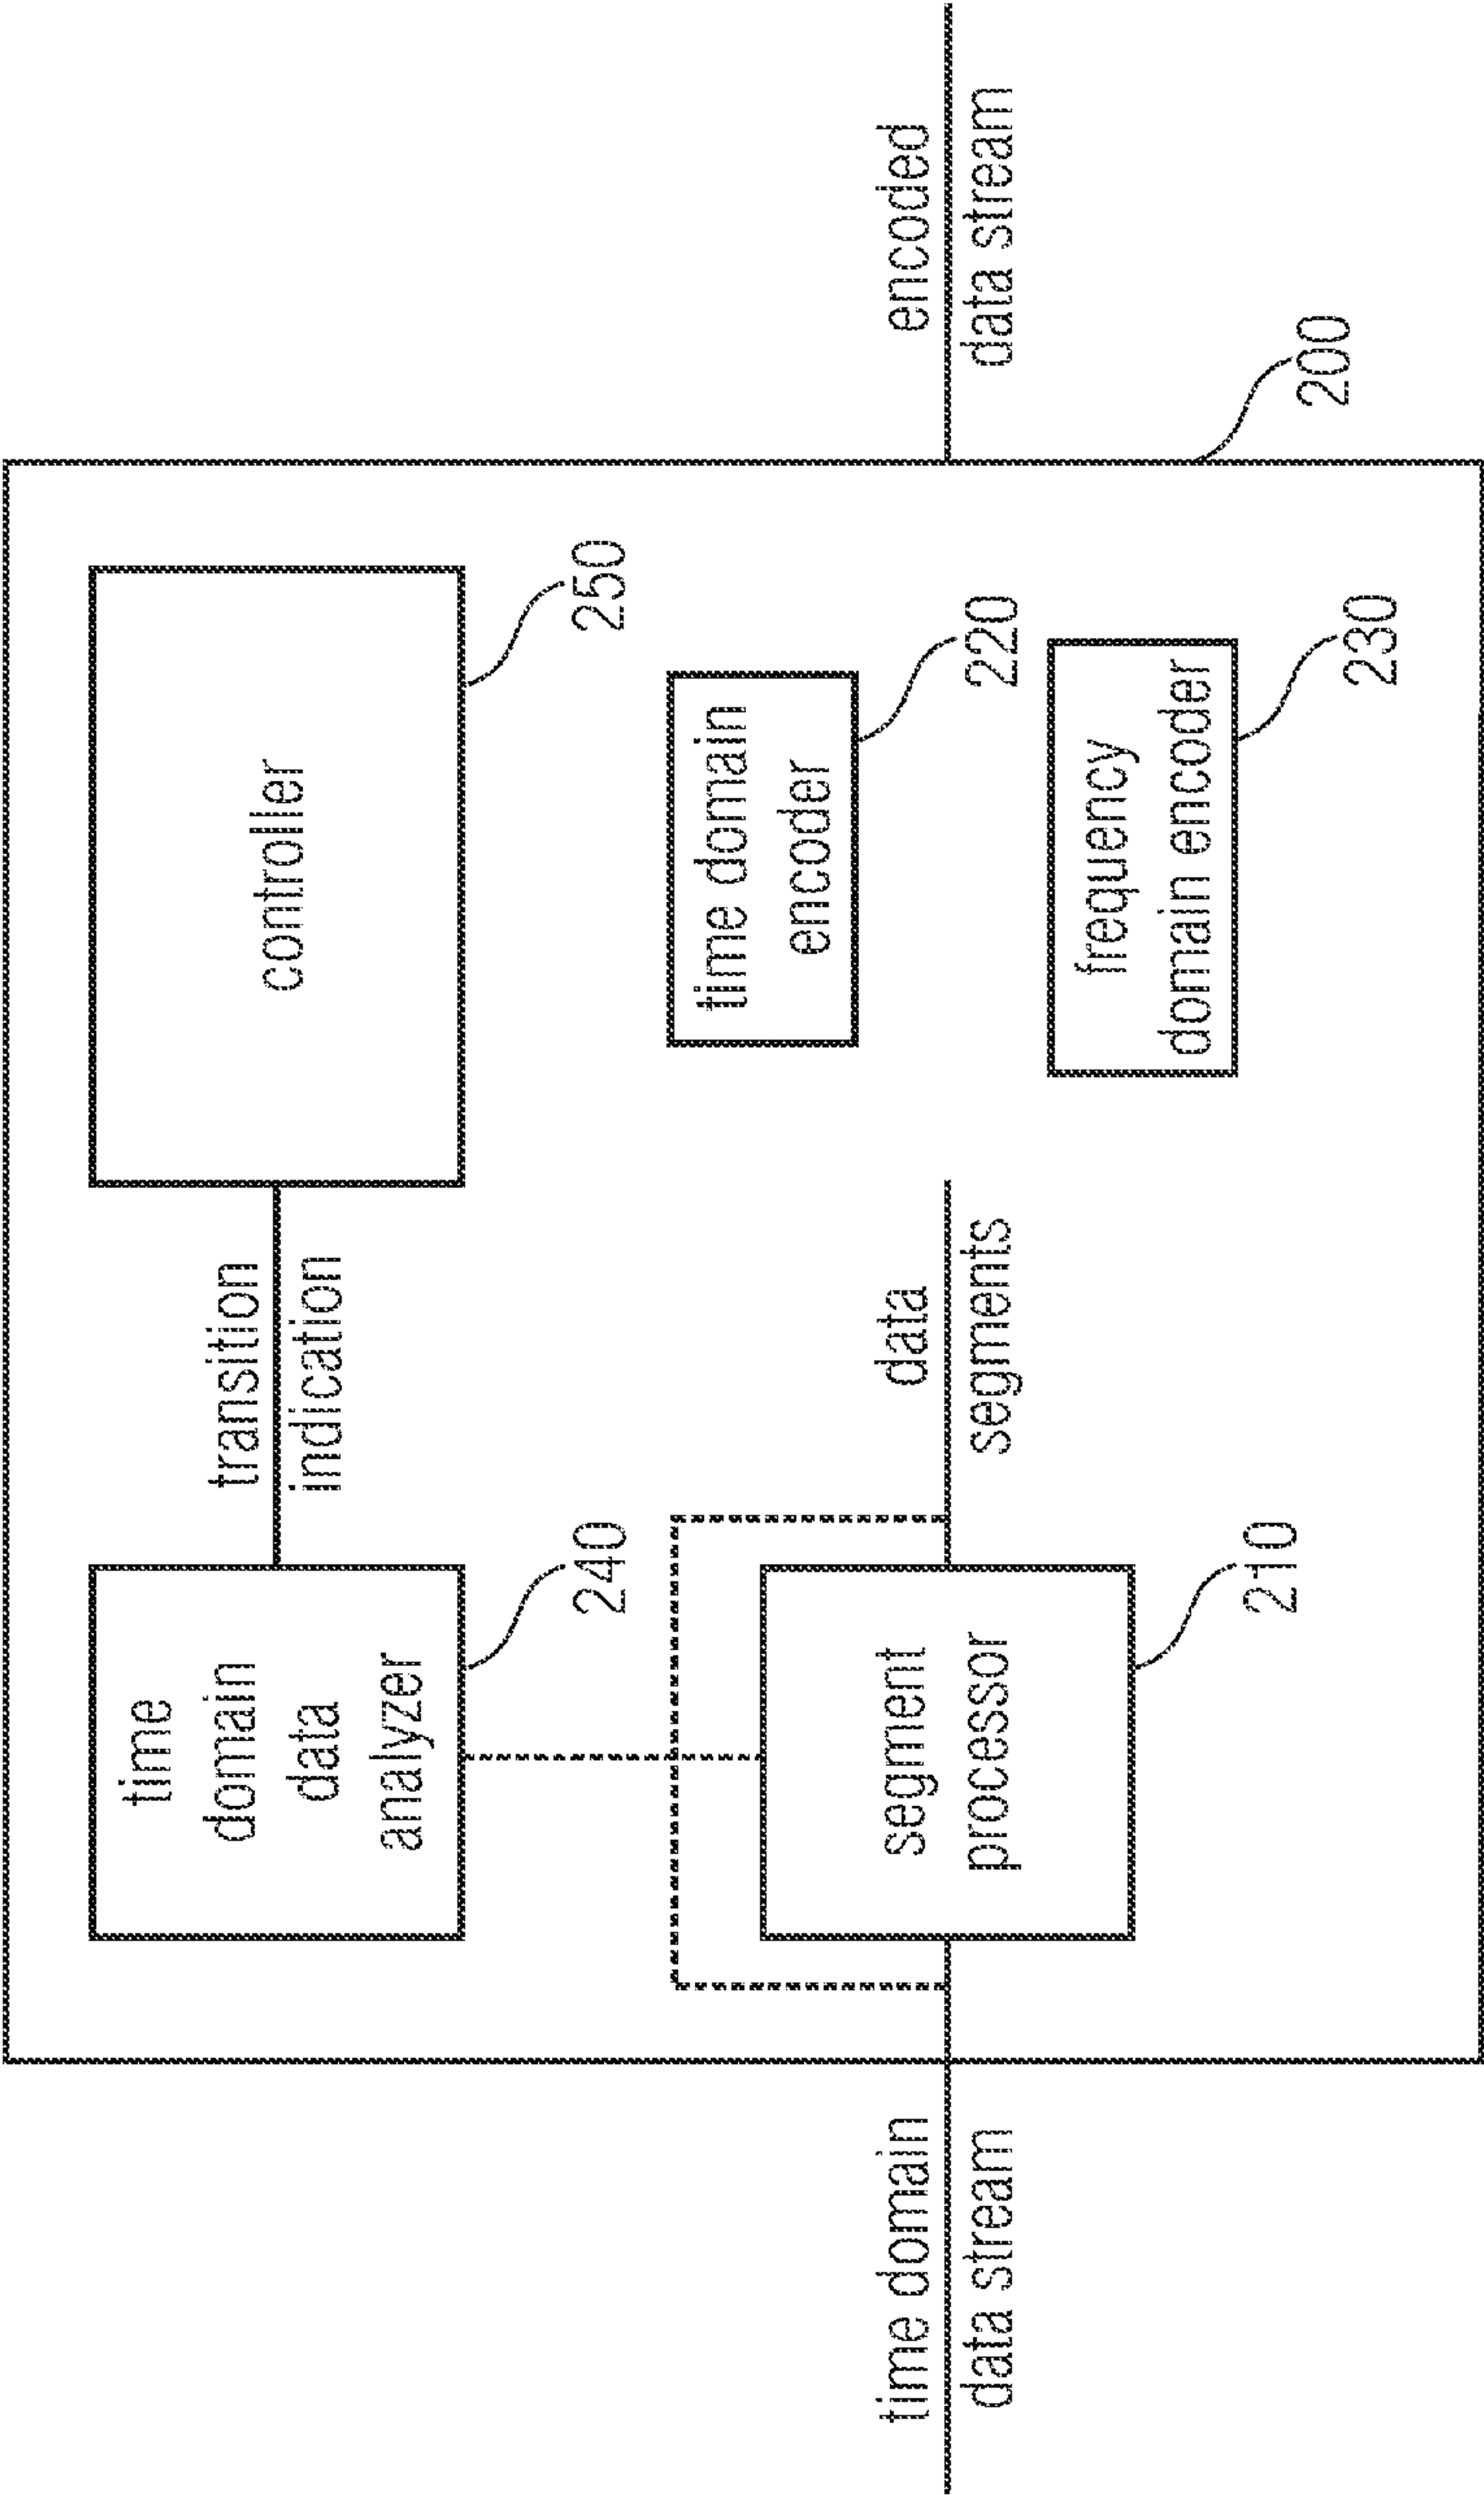 time
domain
data
analyzer
240
transition
indication
controller
250
time domain
data stream
segment
processor
210
data
segments
time domain
encoder
220
frequency
domain encoder
230
encoded
data stream
200